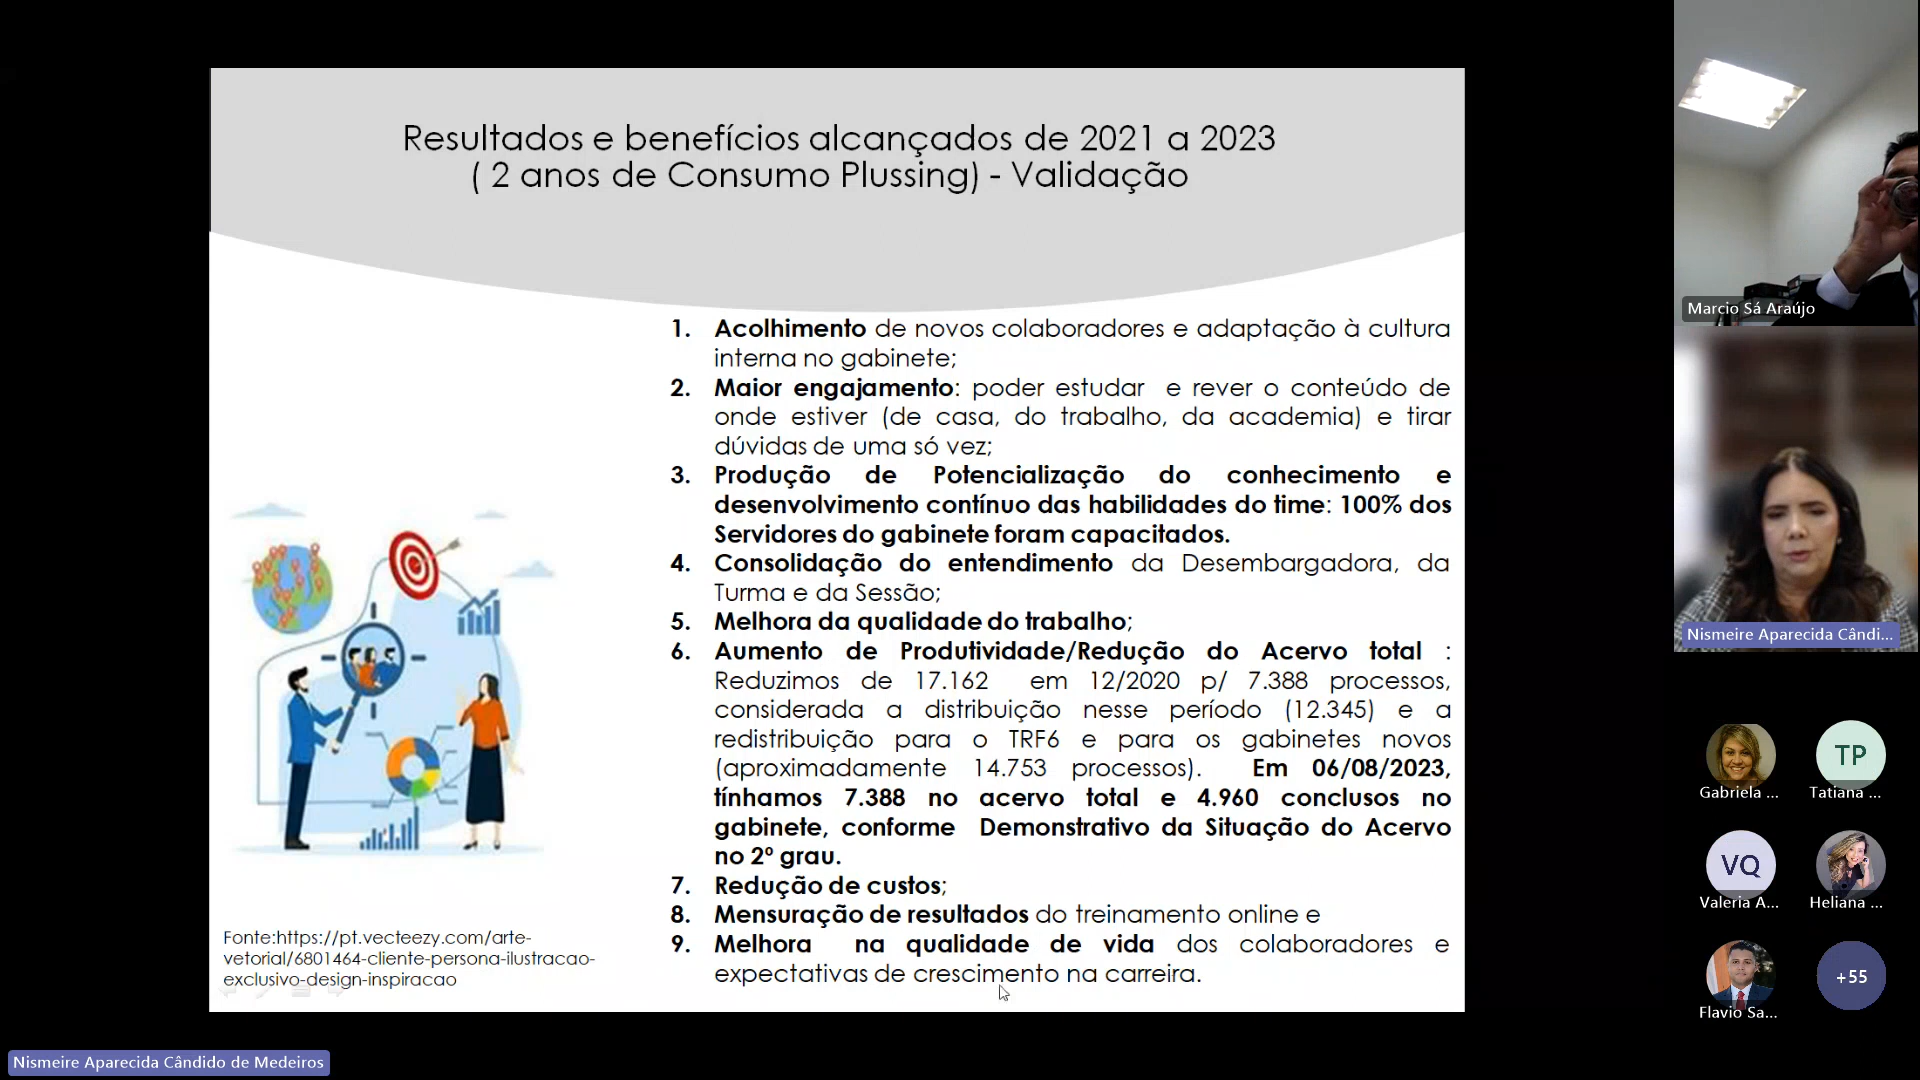 Resultados e benefícios alcançados de 2021 a 2023
( 2 anos de Consumo Plussing) - Validação
1. Acolhimento de novos colaboradores e adaptação à cultura
interna no gabinete;
2. Maior engajamento: poder estudar e rever o conteúdo de
onde estiver (de casa, do trabalho, da academia) e tirar
dúvidas de uma só vez;
3. Produção de Potencialização do conhecimento e
desenvolvimento contínuo das habilidades do time: 100% dos
Servidores do gabinete foram capacitados.
4. Consolidação do entendimento da Desembargadora, da
Turma e da Sessão;
5. Melhora da qualidade do trabalho;
6. Aumento de Produtividade/Redução do Acervo total :
Reduzimos de 17.162 em 12/2020 p/ 7.388 processos,
considerada a distribuição nesse período (12.345) e a
redistribuição para o TRF6 e para os gabinetes novos
(aproximadamente 14.753 processos). Em 06/08/2023,
tínhamos 7.388 no acervo total e 4.960 conclusos no
gabinete, conforme Demonstrativo da Situação do Acervo
no 2º grau.
7. Redução de custos;
8. Mensuração de resultados do treinamento online e
9. Melhora na qualidade de vida dos colaboradores e
expectativas de crescimento na carreira.
Fonte:https://pt.vecteezy.com/arte-
vetorial/6801464-cliente-persona-ilustracao-
exclusivo-design-inspiracao
Marcio Sá Araújo
Nismeire Aparecida Cândi...
Gabriela ...
TP
Tatiana ...
VQ
Valeria A...
Heliana ...
Flavio Sa...
+55
Nismeire Aparecida Cândido de Medeiros